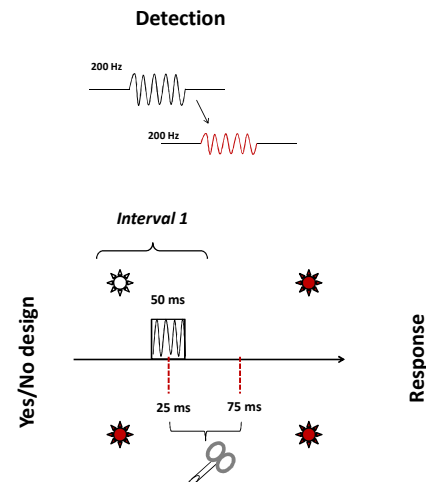 Detection
200 Hz
200 Hz
Interval 1
50 ms
Yes/No design
Response
25 ms
75 ms